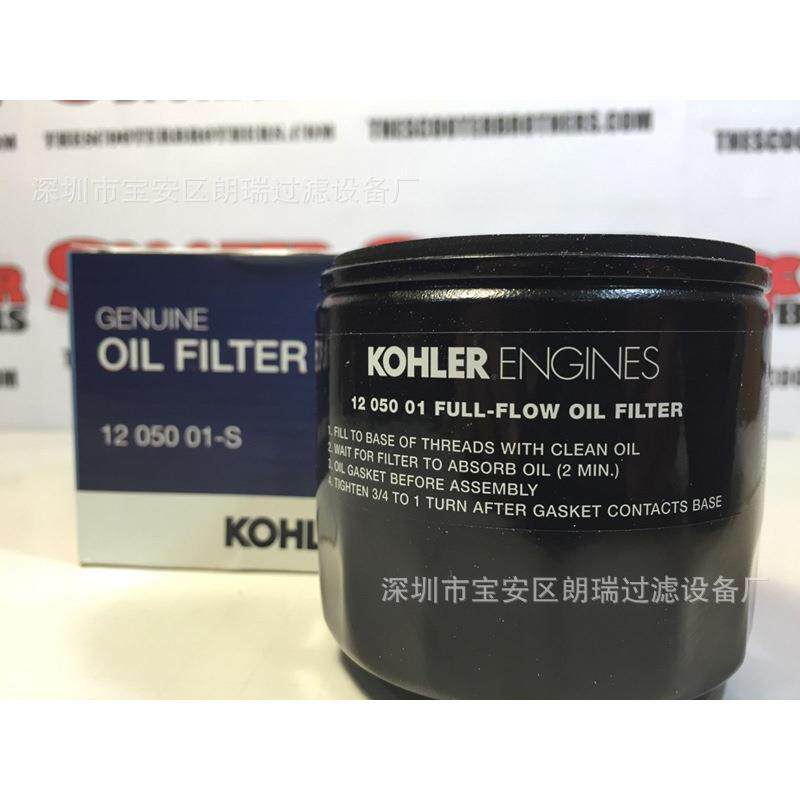 THESCOOTERBROTHERS.COM
THESCOOTERBROTHERS.COM
深圳市宝安区朗瑞过滤设备厂
GENUINE
OIL FILTER
12 050 01-S
KOHL
KOHLER ENGINES
12 050 01 FULL-FLOW OIL FILTER
1. FILL TO BASE OF THREADS WITH CLEAN OIL
2. WAIT FOR FILTER TO ABSORB OIL (2 MIN.)
3. OIL GASKET BEFORE ASSEMBLY
4. TIGHTEN 3/4 TO 1 TURN AFTER GASKET CONTACTS BASE
深圳市宝安区朗瑞过滤设备厂